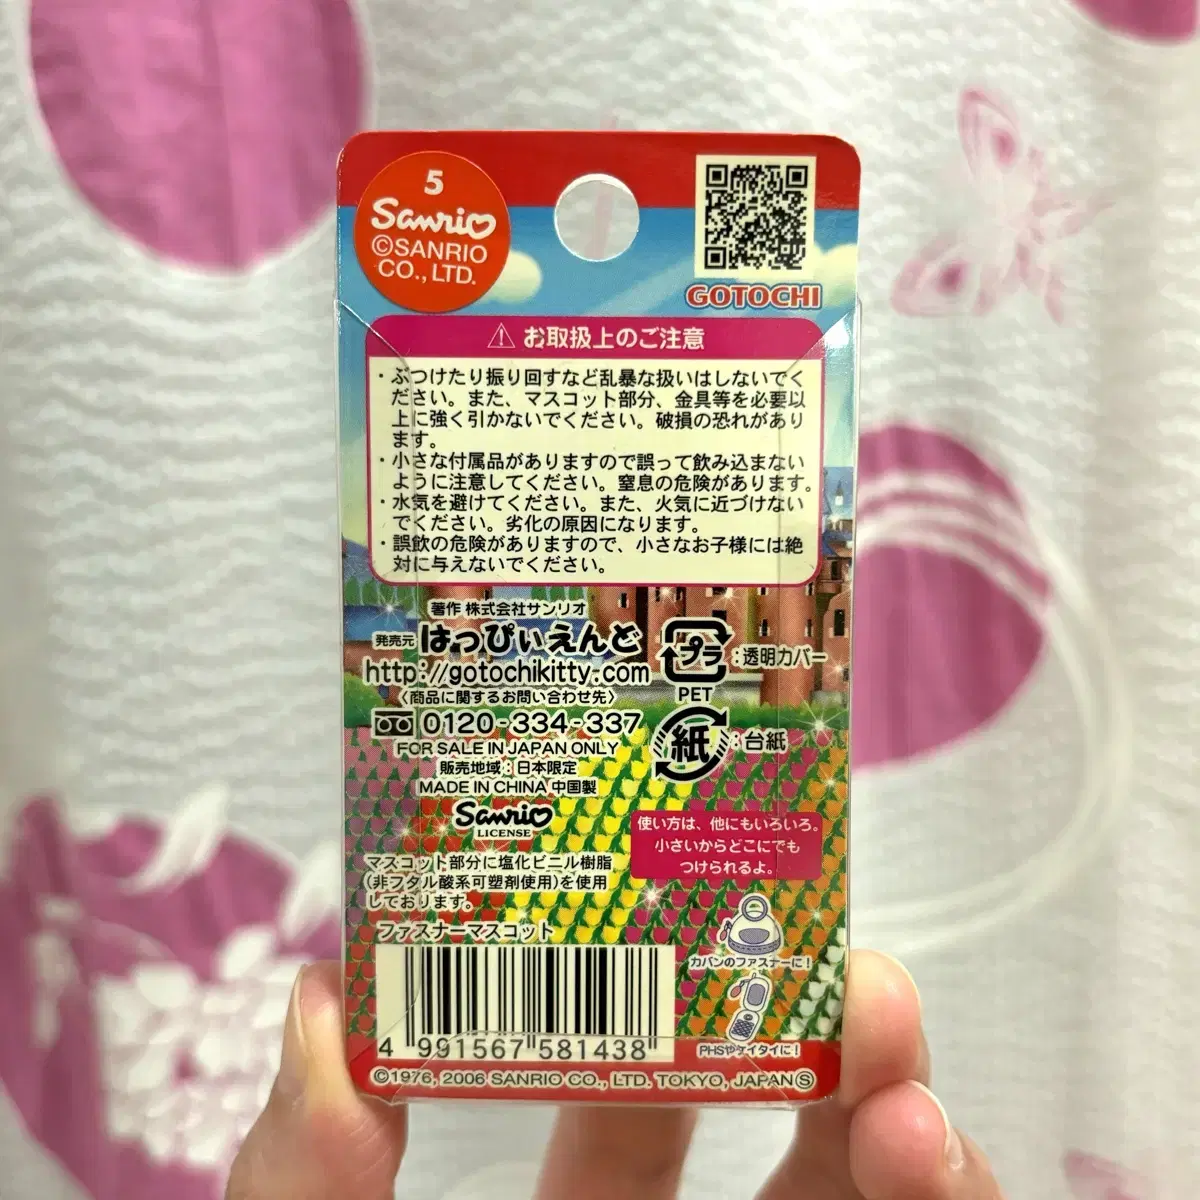 5
Sanrio
©SANRIO
CO., LTD.
GOTOCHI
⚠ お取扱上のご注意
・ぶつけたり振り回すなど乱暴な扱いはしないでく
ださい。また、マスコット部分、金具等を必要以
上に強く引かないでください。破損の恐れがあり
ます。
・小さな付属品がありますので誤って飲み込まない
ように注意してください。窒息の危険があります。
・水気を避けてください。また、火気に近づけない
でください。劣化の原因になります。
・誤飲の危険がありますので、小さなお子様には絶
対に与えないでください。
著作 株式会社サンリオ
発売元 はっぴぃえんど
http://gotochikitty.com
〈商品に関するお問い合わせ先〉
0120-334-337
FOR SALE IN JAPAN ONLY
販売地域：日本限定
MADE IN CHINA 中国製
Sanrio
LICENSE
プラ：透明カバー
PET
紙：台紙
使い方は、他にもいろいろ。
小さいからどこにでも
つけられるよ。
マスコット部分に塩化ビニル樹脂
(非フタル酸系可塑剤使用)を使用
しております。
ファスナーマスコット
カバンのファスナーに！
PHSやケイタイに！
4 991567 581438
©1976, 2006 SANRIO CO., LTD. TOKYO, JAPAN Ⓢ